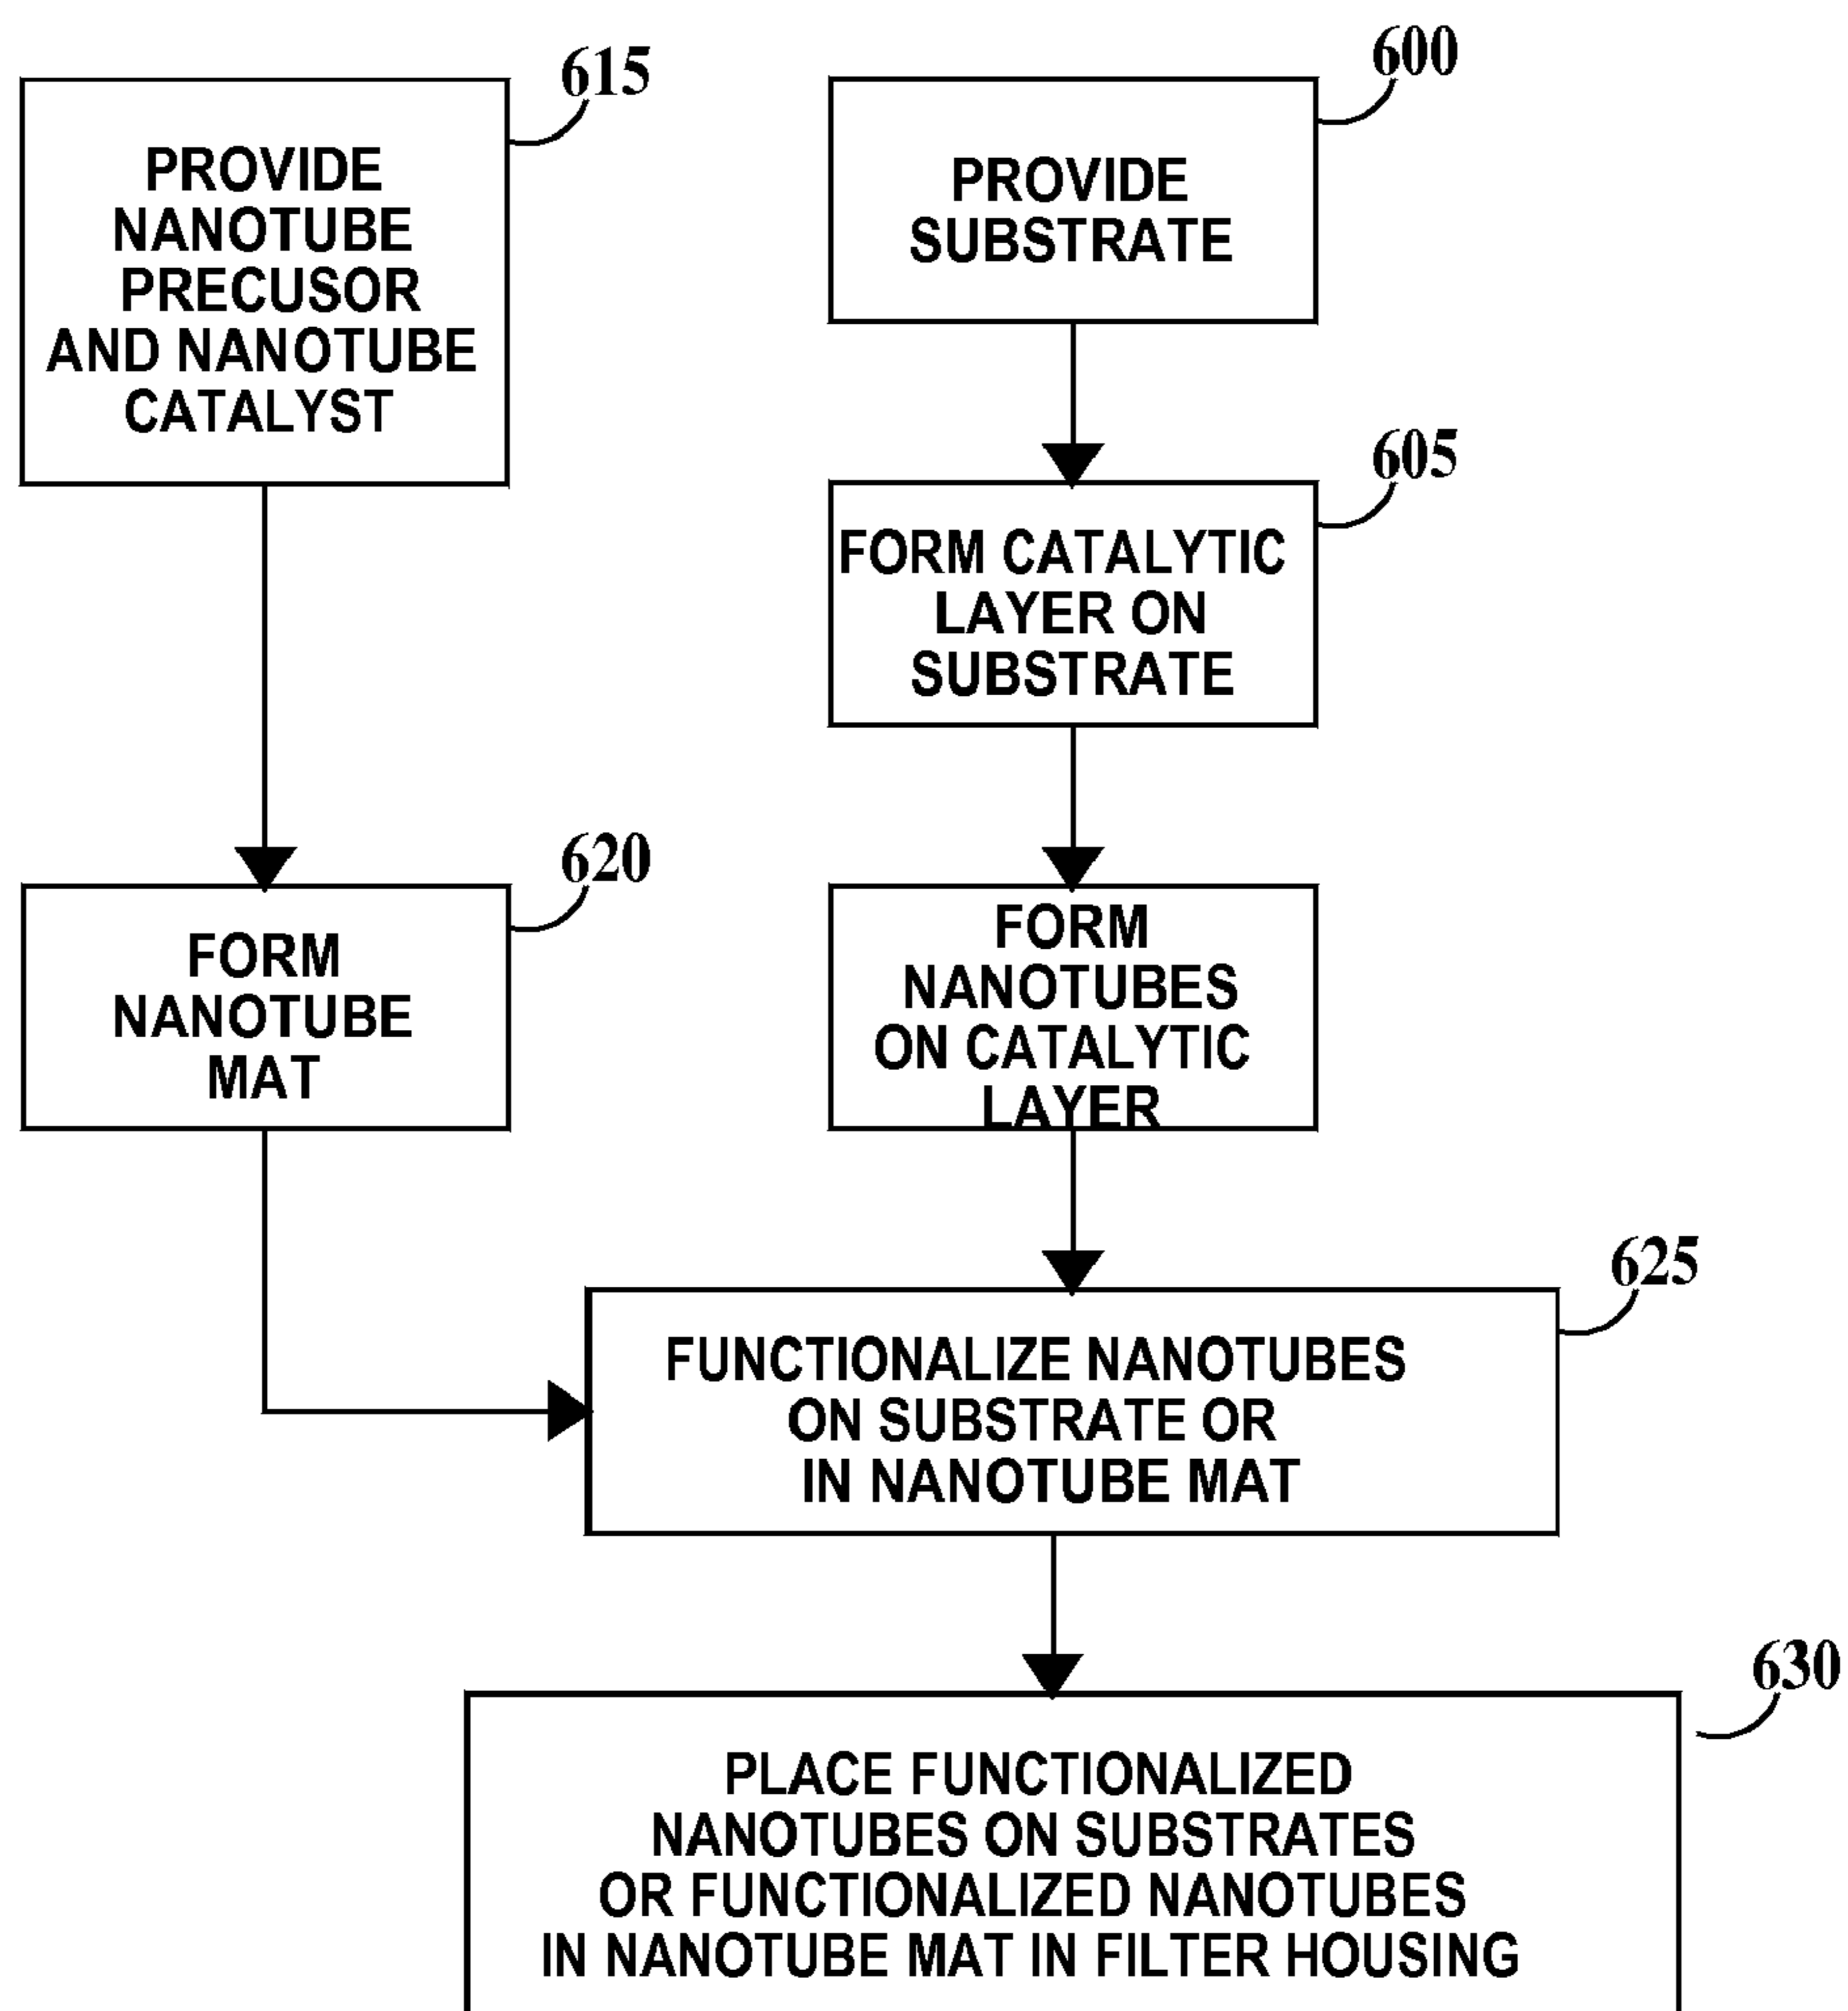 615
PROVIDE
NANOTUBE
PRECUSOR
AND NANOTUBE
CATALYST
600
PROVIDE
SUBSTRATE
605
FORM CATALYTIC
LAYER ON
SUBSTRATE
620
FORM
NANOTUBE
MAT
FORM
NANOTUBES
ON CATALYTIC
LAYER
625
FUNCTIONALIZE NANOTUBES
ON SUBSTRATE OR
IN NANOTUBE MAT
630
PLACE FUNCTIONALIZED
NANOTUBES ON SUBSTRATES
OR FUNCTIONALIZED NANOTUBES
IN NANOTUBE MAT IN FILTER HOUSING